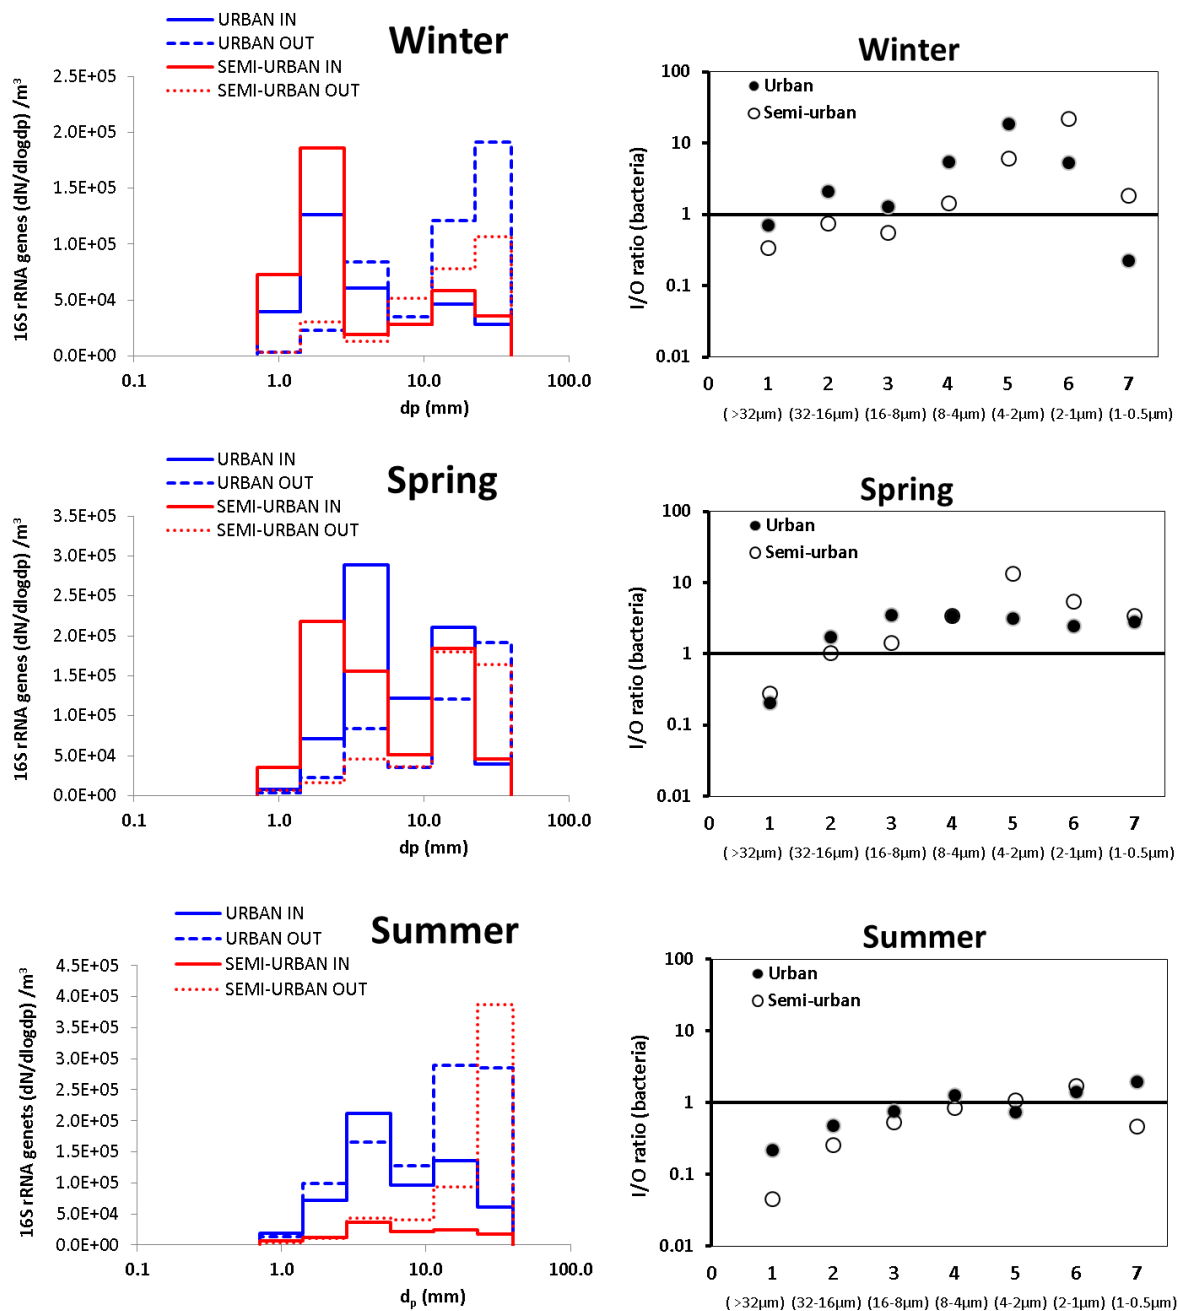 URBAN IN
URBAN OUT
SEMI-URBAN IN
SEMI-URBAN OUT
Winter
16S rRNA genes (dN/dlogdp) /m³
2.5E+05
2.0E+05
1.5E+05
1.0E+05
5.0E+04
0.0E+00
0.1 1.0 10.0 100.0
dp (mm)
Winter
Urban
Semi-urban
I/O ratio (bacteria)
100
10
1
0.1
0.01
0 1 2 3 4 5 6 7
( >32µm) (32-16µm) (16-8µm) (8-4µm) (4-2µm) (2-1µm) (1-0.5µm)
URBAN IN
URBAN OUT
SEMI-URBAN IN
SEMI-URBAN OUT
Spring
16S rRNA genes (dN/dlogdp) /m³
3.5E+05
3.0E+05
2.5E+05
2.0E+05
1.5E+05
1.0E+05
5.0E+04
0.0E+00
0.1 1.0 10.0 100.0
dp (mm)
Spring
Urban
Semi-urban
I/O ratio (bacteria)
100
10
1
0.1
0.01
0 1 2 3 4 5 6 7
( >32µm) (32-16µm) (16-8µm) (8-4µm) (4-2µm) (2-1µm) (1-0.5µm)
URBAN IN
URBAN OUT
SEMI-URBAN IN
SEMI-URBAN OUT
Summer
16S rRNA genets (dN/dlogdp) /m³
4.5E+05
4.0E+05
3.5E+05
3.0E+05
2.5E+05
2.0E+05
1.5E+05
1.0E+05
5.0E+04
0.0E+00
0.1 1.0 10.0 100.0
dₚ (mm)
Summer
Urban
Semi-urban
I/O ratio (bacteria)
100
10
1
0.1
0.01
0 1 2 3 4 5 6 7
( >32µm) (32-16µm) (16-8µm) (8-4µm) (4-2µm) (2-1µm) (1-0.5µm)